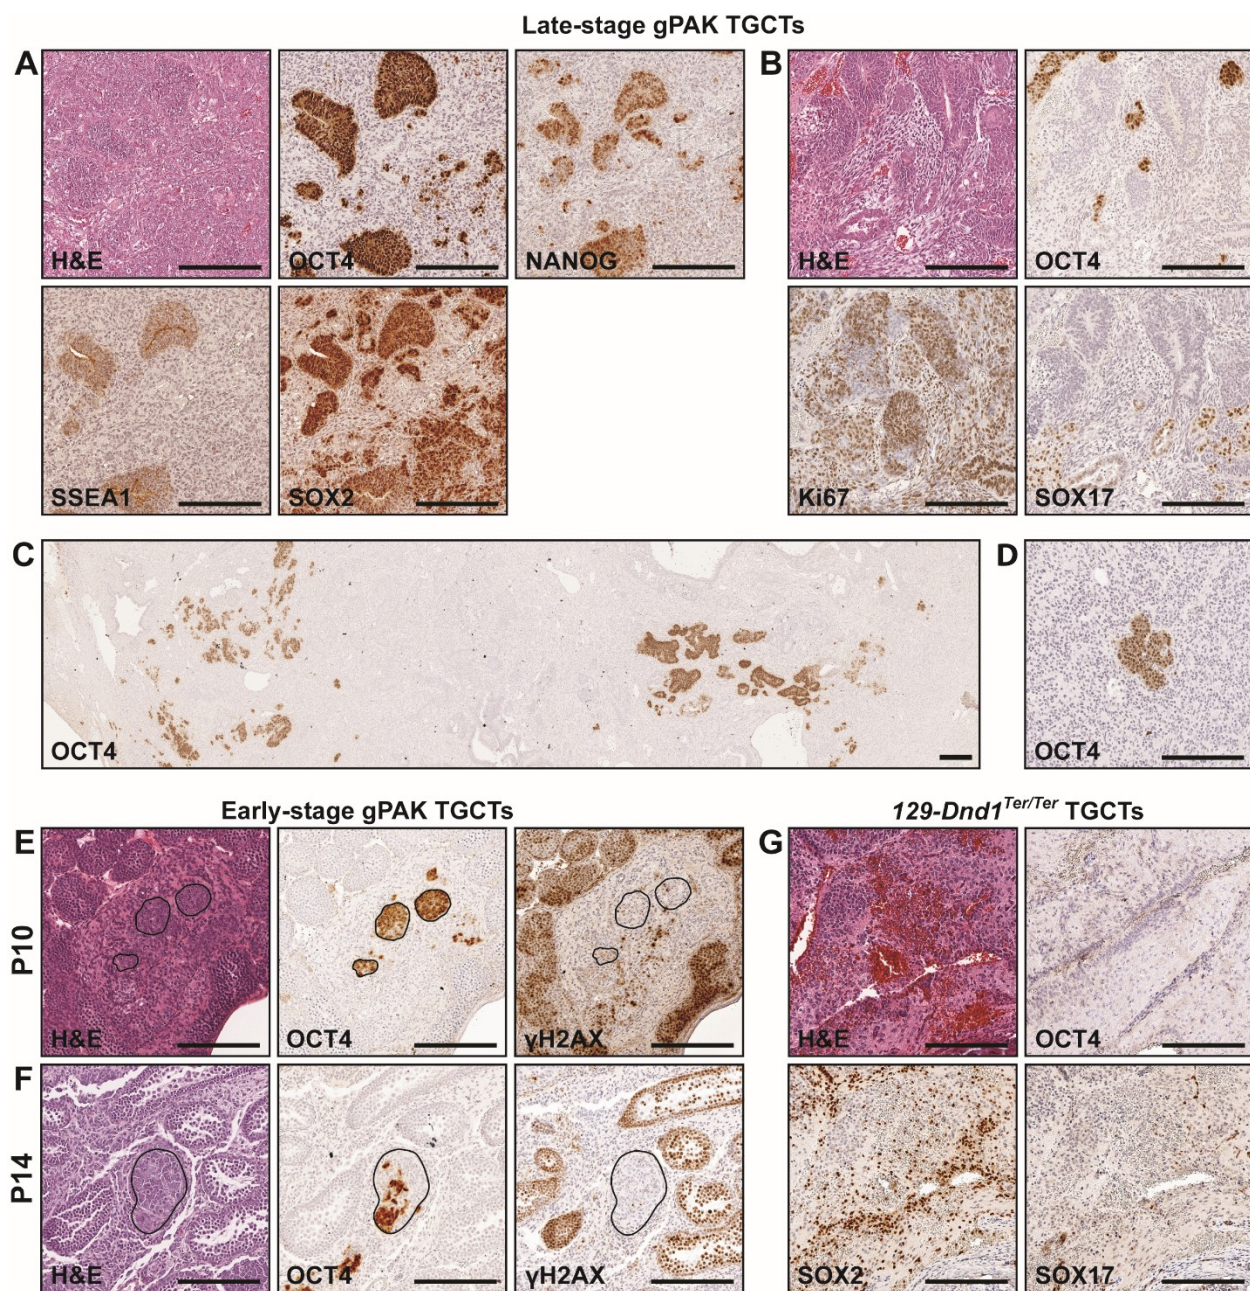 Late-stage gPAK TGCTs
A
B
H&E
OCT4
NANOG
H&E
OCT4
SSEA1
SOX2
Ki67
SOX17
C
D
OCT4
OCT4
Early-stage gPAK TGCTs
129-Dnd1Ter/Ter TGCTs
E
G
P10
H&E
OCT4
γH2AX
H&E
OCT4
F
P14
H&E
OCT4
γH2AX
SOX2
SOX17